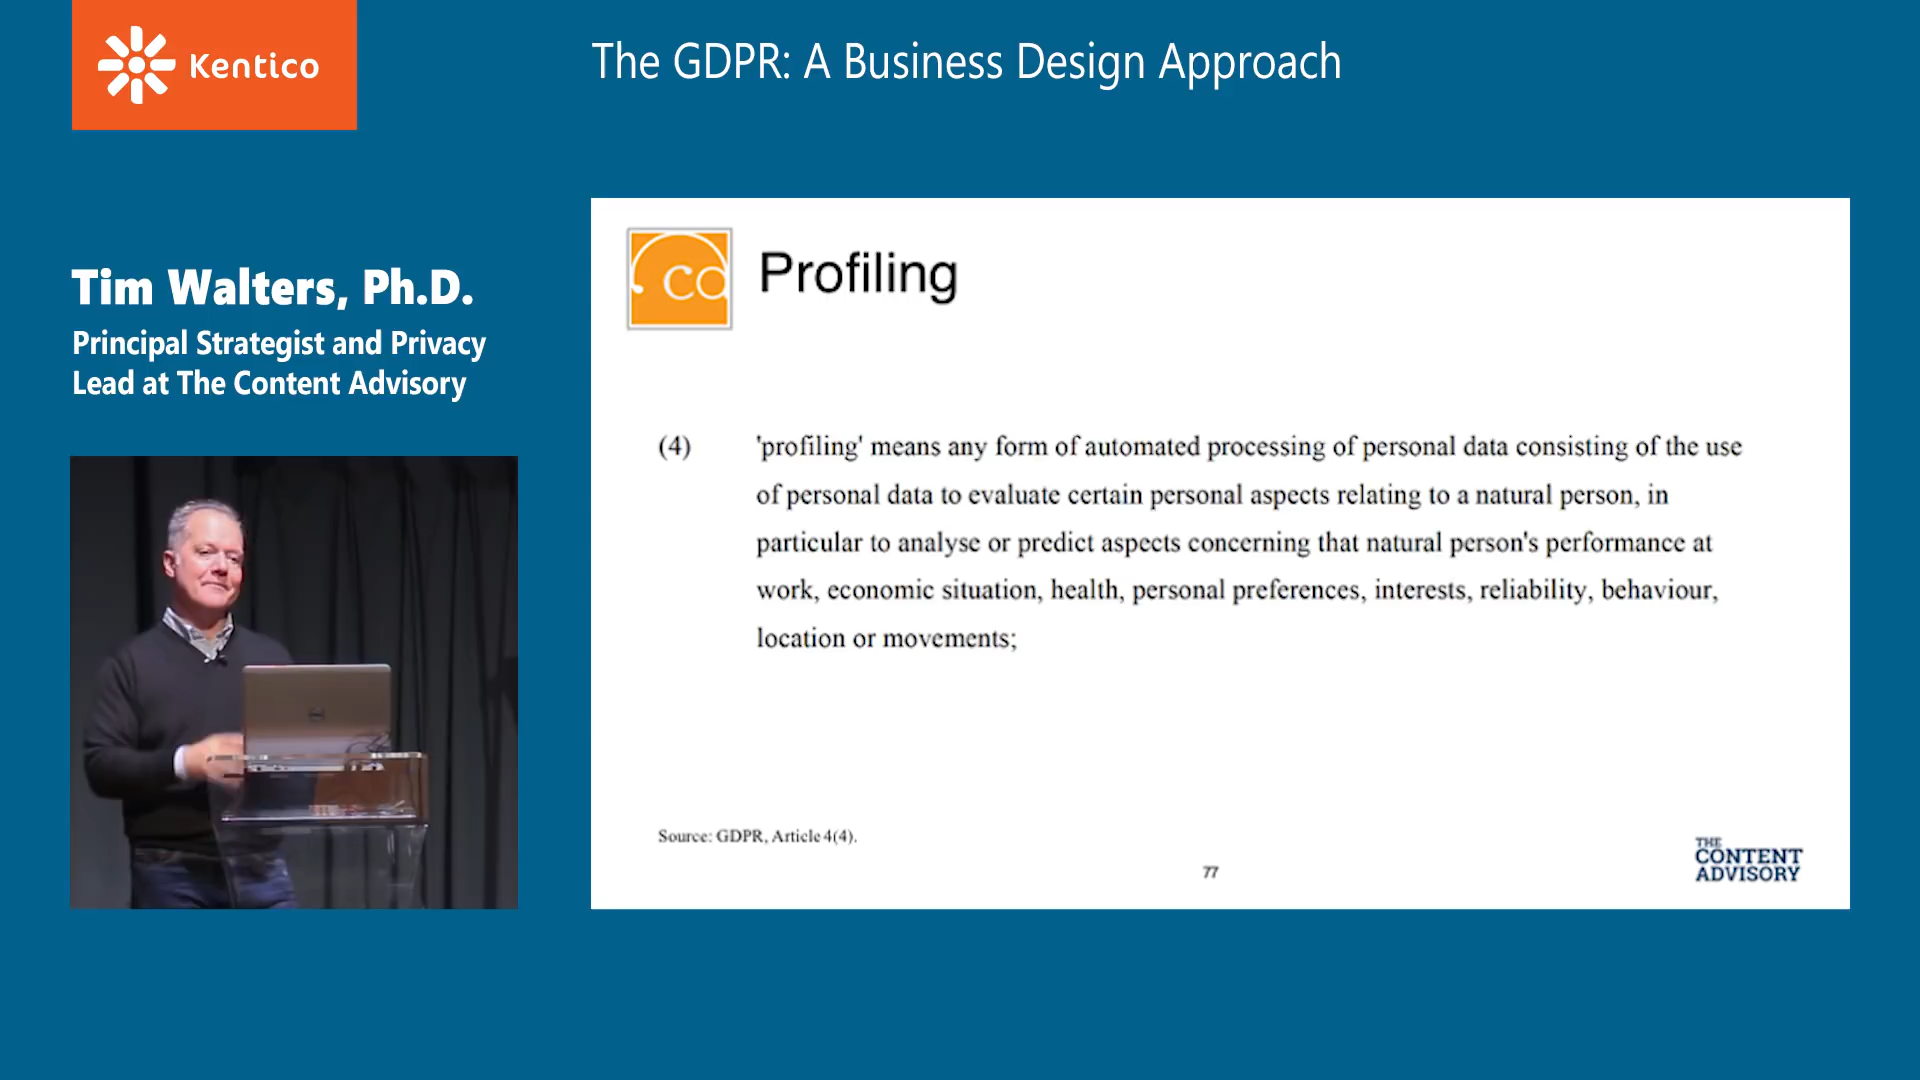 Kentico
The GDPR: A Business Design Approach
Tim Walters, Ph.D.
Principal Strategist and Privacy
Lead at The Content Advisory
.ca
Profiling
(4) 'profiling' means any form of automated processing of personal data consisting of the use
of personal data to evaluate certain personal aspects relating to a natural person, in
particular to analyse or predict aspects concerning that natural person's performance at
work, economic situation, health, personal preferences, interests, reliability, behaviour,
location or movements;
Source: GDPR, Article 4(4).
77
THE
CONTENT
ADVISORY